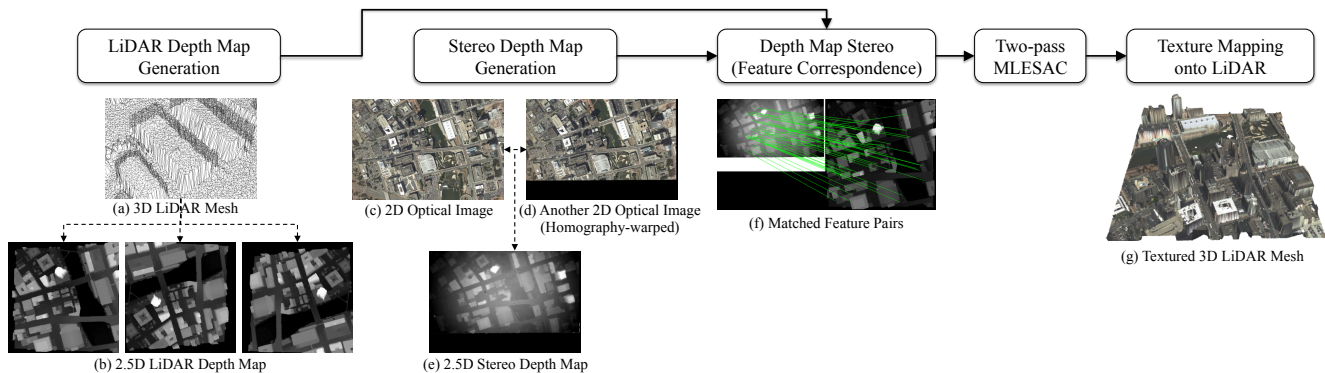 LiDAR Depth Map
Generation
Stereo Depth Map
Generation
Depth Map Stereo
(Feature Correspondence)
Two-pass
MLESAC
Texture Mapping
onto LiDAR
(a) 3D LiDAR Mesh
(b) 2.5D LiDAR Depth Map
(c) 2D Optical Image
(d) Another 2D Optical Image
(Homography-warped)
(e) 2.5D Stereo Depth Map
(f) Matched Feature Pairs
(g) Textured 3D LiDAR Mesh